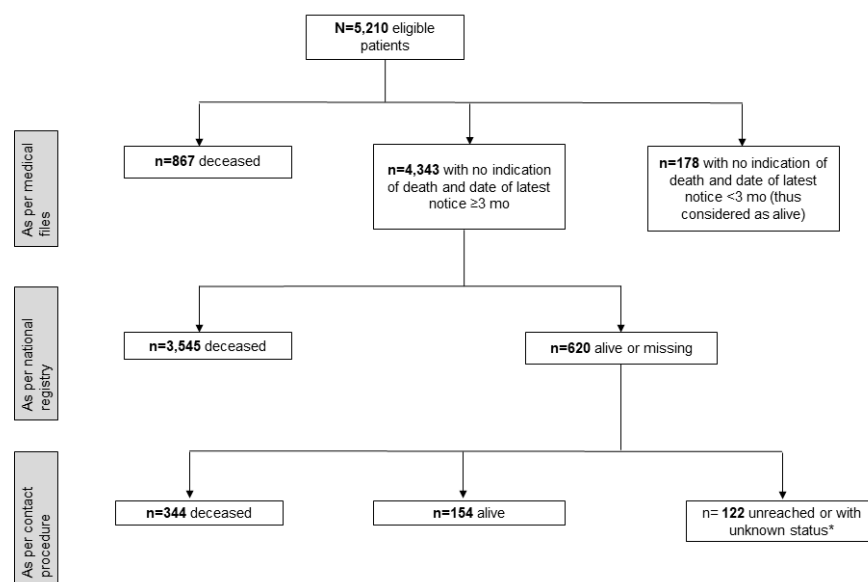 N=5,210 eligible
patients
As per medical
files
n=867 deceased
n=4,343 with no indication
of death and date of latest
notice ≥3 mo
n=178 with no indication of
death and date of latest
notice <3 mo (thus
considered as alive)
As per national
registry
n=3,545 deceased
n=620 alive or missing
As per contact
procedure
n=344 deceased
n=154 alive
n= 122 unreached or with
unknown status*